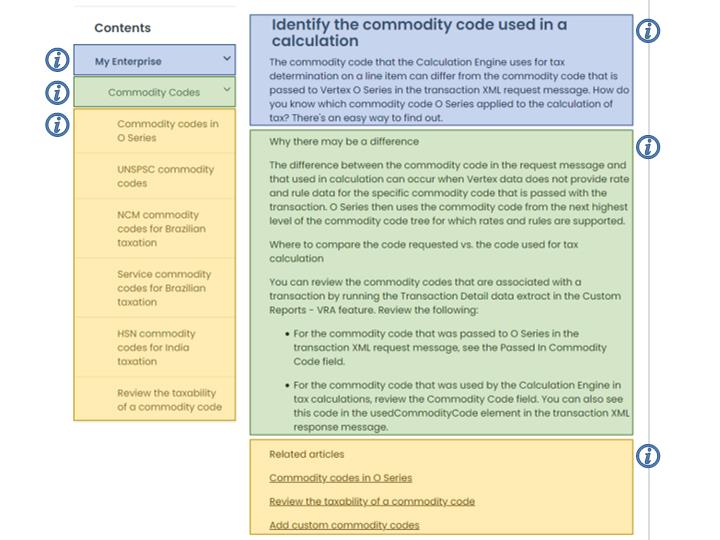 Contents
My Enterprise
Commodity Codes
Commodity codes in
O Series
UNSPSC commodity
codes
NCM commodity
codes for Brazilian
taxation
Service commodity
codes for Brazilian
taxation
HSN commodity
codes for India
taxation
Review the taxability
of a commodity code
Identify the commodity code used in a
calculation
The commodity code that the Calculation Engine uses for tax
determination on a line item can differ from the commodity code that is
passed to Vertex O Series in the transaction XML request message. How do
you know which commodity code O Series applied to the calculation of
tax? There's an easy way to find out.
Why there may be a difference
The difference between the commodity code in the request message and
that used in calculation can occur when Vertex data does not provide rate
and rule data for the specific commodity code that is passed with the
transaction. O Series then uses the commodity code from the next highest
level of the commodity code tree for which rates and rules are supported.
Where to compare the code requested vs. the code used for tax
calculation
You can review the commodity codes that are associated with a
transaction by running the Transaction Detail data extract in the Custom
Reports - VRA feature. Review the following:
• For the commodity code that was passed to O Series in the
transaction XML request message, see the Passed In Commodity
Code field.
• For the commodity code that was used by the Calculation Engine in
tax calculations, review the Commodity Code field. You can also see
this code in the usedCommodityCode element in the transaction XML
response message.
Related articles
Commodity codes in O Series
Review the taxability of a commodity code
Add custom commodity codes